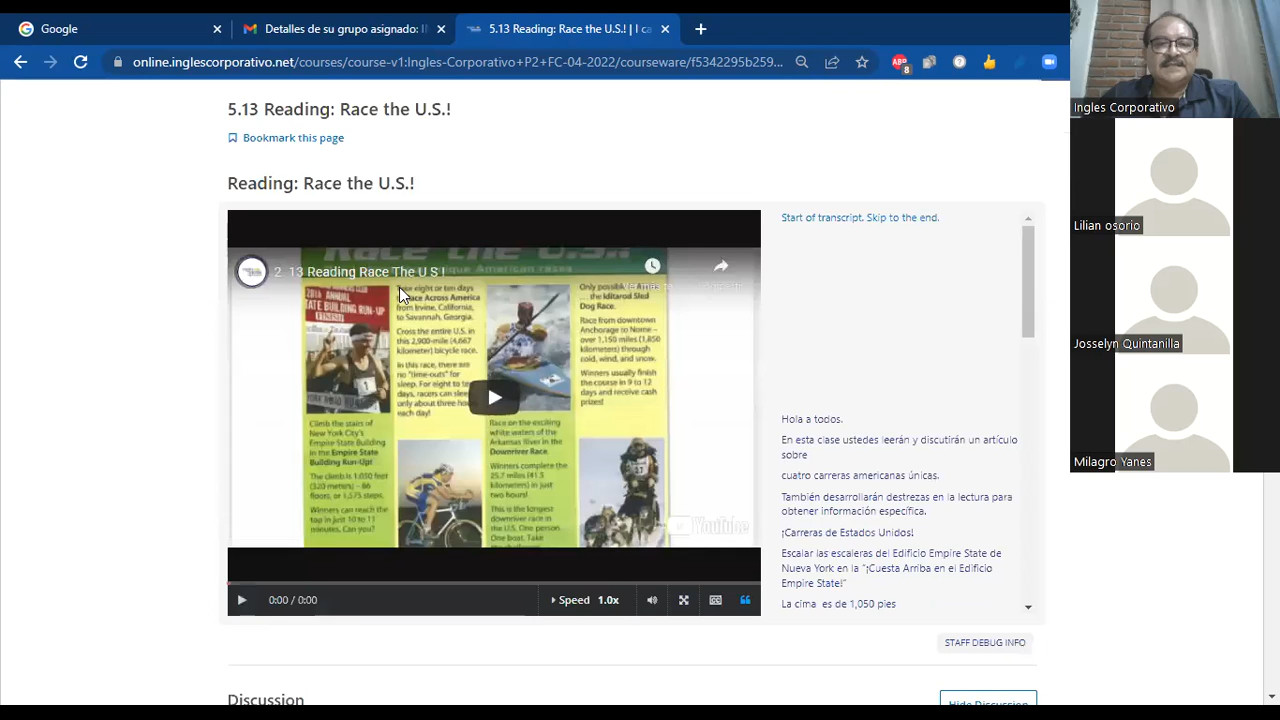 Google
Detalles de su grupo asignado:
5.13 Reading: Race the U.S.! | I ca
online.inglescorporativo.net/courses/course-v1:Ingles-Corporativo+P2+FC-04-2022/courseware/f5342295b259...
ABP
8
Ingles Corporativo
Lilian osorio
Josselyn Quintanilla
Milagro Yanes
5.13 Reading: Race the U.S.!
Bookmark this page
Reading: Race the U.S.!
2. 13 Reading Race The U S !
Race the U.S.!
ique American races
STATE BUILDING RUN-UP
Climb the stairs of
New York City's
Empire State Building
in the Empire State
Building Run-Up!
The climb is 1,050 feet
(320 meters) – 86
floors, or 1,575 steps.
Winners can reach the
top in just 10 to 11
minutes. Can you?
eight or ten days
Race Across America
from Irvine, California,
to Savannah, Georgia.
Cross the entire U.S. in
this 2,900-mile (4,667
kilometer) bicycle race.
In this race, there are
no "time-outs" for
sleep. For eight to ten
days, racers can sleep
only about three hours
each day!
Race on the exciting
white waters of the
Arkansas River in the
Downriver Race.
Winners complete the
25.7 miles (41.5
kilometers) in just
two hours!
This is the longest
downriver race in
the U.S. One person.
One boat. Take
Only possible
... the Iditarod Sled
Dog Race.
Race from downtown
Anchorage to Nome –
over 1,150 miles (1,850
kilometers) through
cold, wind, and snow.
Winners usually finish
the course in 9 to 12
days and receive cash
prizes!
YouTube
0:00 / 0:00
Speed 1.0x
Start of transcript. Skip to the end.
Hola a todos.
En esta clase ustedes leerán y discutirán un artículo
sobre
cuatro carreras americanas únicas.
También desarrollarán destrezas en la lectura para
obtener información específica.
¡Carreras de Estados Unidos!
Escalar las escaleras del Edificio Empire State de
Nueva York en la "¡Cuesta Arriba en el Edificio
Empire State!"
La cima es de 1,050 pies
STAFF DEBUG INFO
Discussion
Hide Discussion